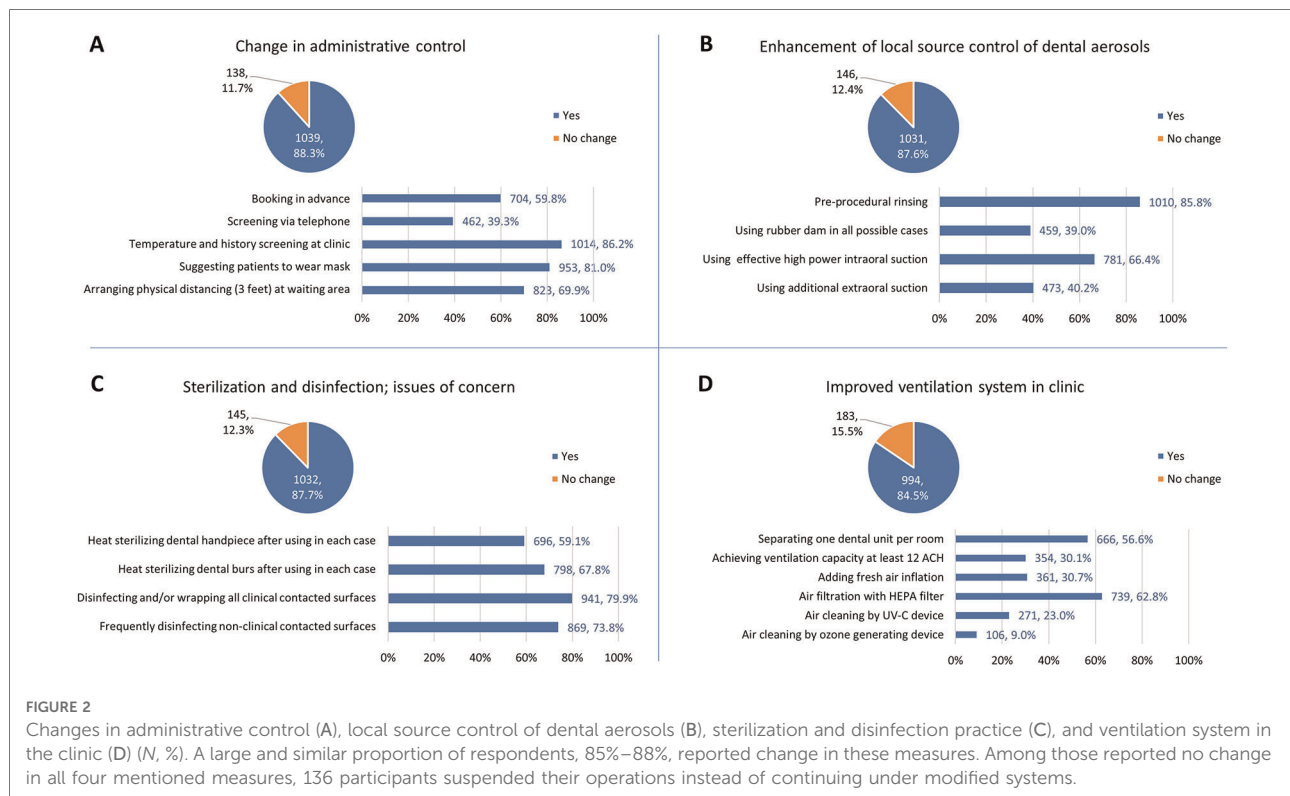 A
Change in administrative control
138,
11.7%
1039,
88.3%
Yes
No change
Booking in advance 704, 59.8%
Screening via telephone 462, 39.3%
Temperature and history screening at clinic 1014, 86.2%
Suggesting patients to wear mask 953, 81.0%
Arranging physical distancing (3 feet) at waiting area 823, 69.9%
0% 20% 40% 60% 80% 100%
B
Enhancement of local source control of dental aerosols
146,
12.4%
1031,
87.6%
Yes
No change
Pre-procedural rinsing 1010, 85.8%
Using rubber dam in all possible cases 459, 39.0%
Using effective high power intraoral suction 781, 66.4%
Using additional extraoral suction 473, 40.2%
0% 20% 40% 60% 80% 100%
C
Sterilization and disinfection; issues of concern
145,
12.3%
1032,
87.7%
Yes
No change
Heat sterilizing dental handpiece after using in each case 696, 59.1%
Heat sterilizing dental burs after using in each case 798, 67.8%
Disinfecting and/or wrapping all clinical contacted surfaces 941, 79.9%
Frequently disinfecting non-clinical contacted surfaces 869, 73.8%
0% 20% 40% 60% 80% 100%
D
Improved ventilation system in clinic
183,
15.5%
994,
84.5%
Yes
No change
Separating one dental unit per room 666, 56.6%
Achieving ventilation capacity at least 12 ACH 354, 30.1%
Adding fresh air inflation 361, 30.7%
Air filtration with HEPA filter 739, 62.8%
Air cleaning by UV-C device 271, 23.0%
Air cleaning by ozone generating device 106, 9.0%
0% 20% 40% 60% 80% 100%
FIGURE 2
Changes in administrative control (A), local source control of dental aerosols (B), sterilization and disinfection practice (C), and ventilation system in
the clinic (D) (N, %). A large and similar proportion of respondents, 85%–88%, reported change in these measures. Among those reported no change
in all four mentioned measures, 136 participants suspended their operations instead of continuing under modified systems.